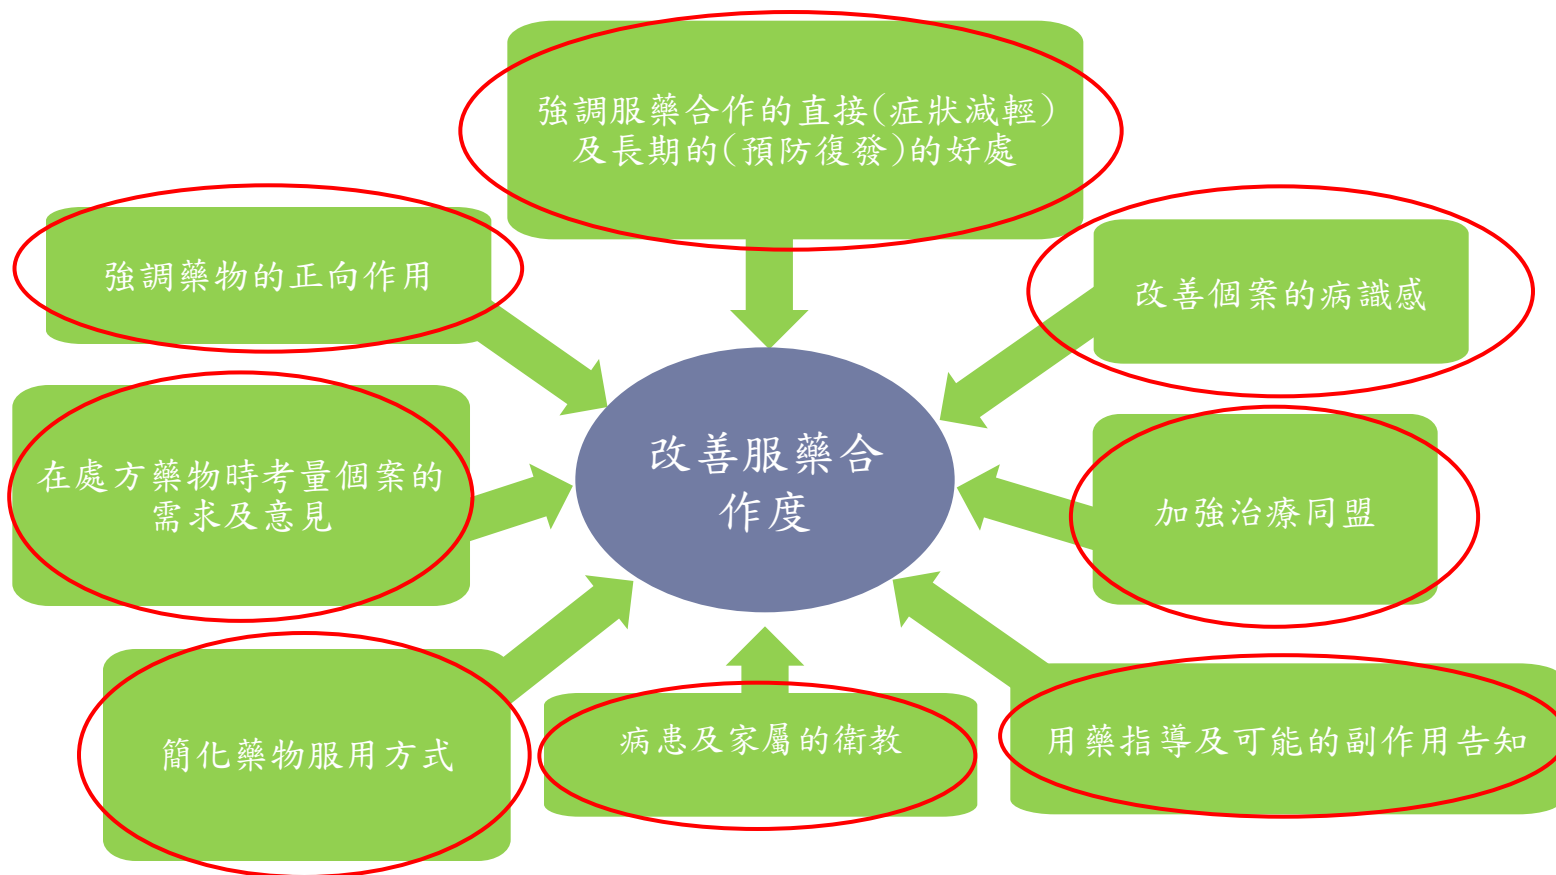 強調服藥合作的直接(症狀減輕)
及長期的(預防復發)的好處
強調藥物的正向作用
改善個案的病識感
改善服藥合
作度
在處方藥物時考量個案的
需求及意見
加強治療同盟
簡化藥物服用方式
病患及家屬的衛教
用藥指導及可能的副作用告知